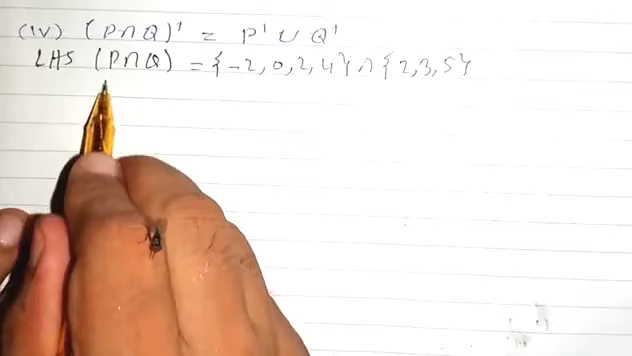 (iv) (P∩Q)' = P' ∪ Q'
LHS (P∩Q) = {-2, 0, 2, 4} ∩ {2, 3, 5}